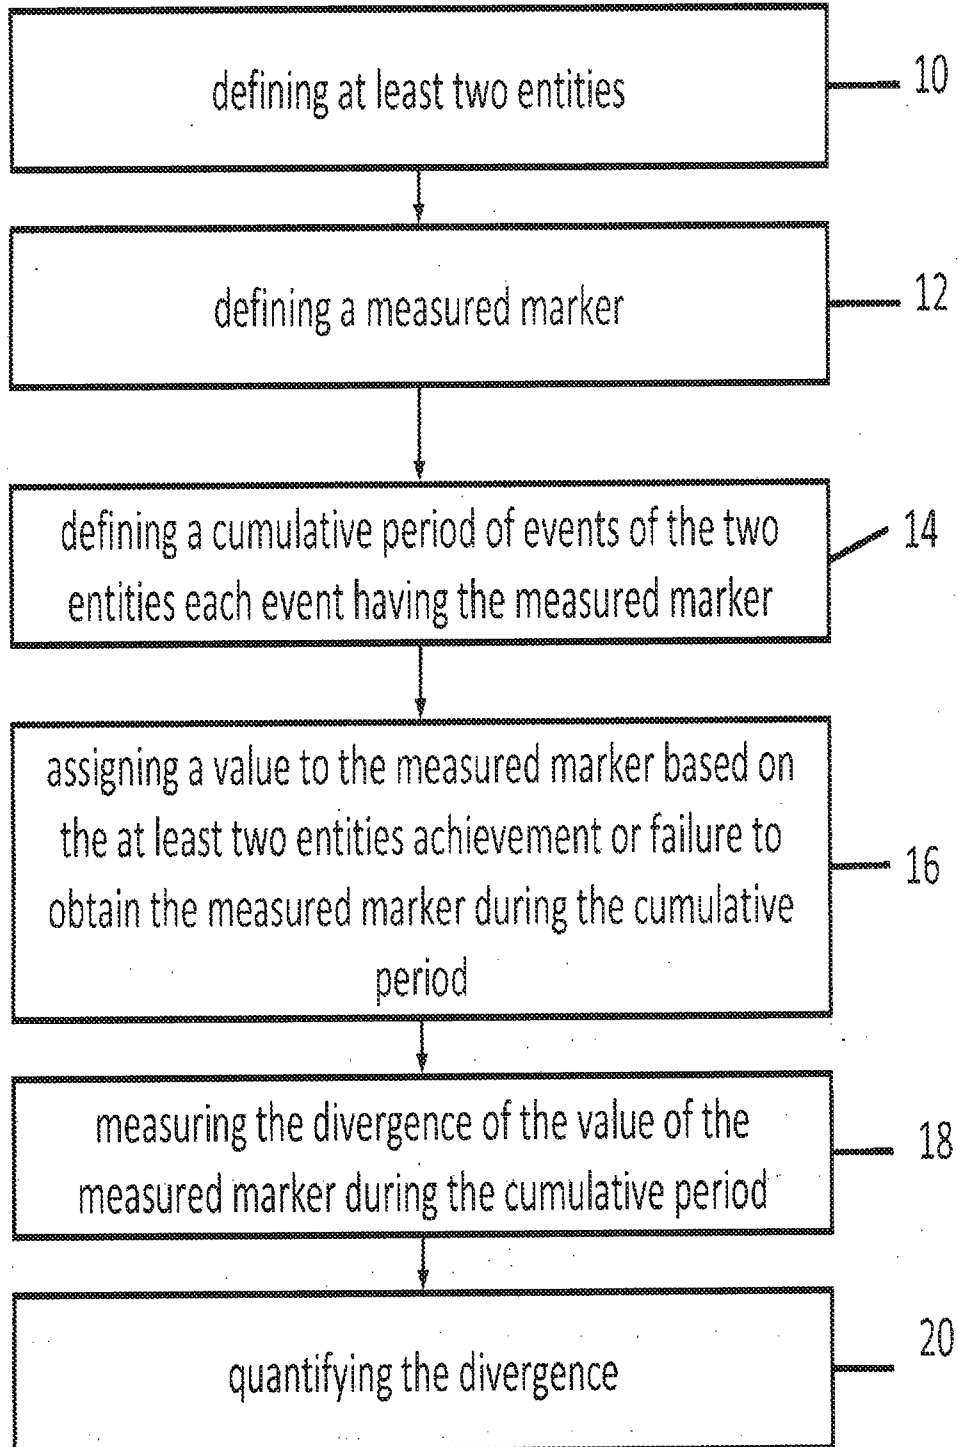 defining at least two entities
10
defining a measured marker
12
defining a cumulative period of events of the two
entities each event having the measured marker
14
assigning a value to the measured marker based on
the at least two entities achievement or failure to
obtain the measured marker during the cumulative
period
16
measuring the divergence of the value of the
measured marker during the cumulative period
18
quantifying the divergence
20